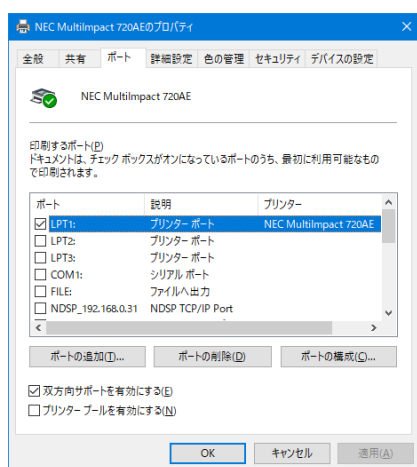 NEC MultiImpact 720AEのプロパティ
全般 共有 ポート 詳細設定 色の管理 セキュリティ デバイスの設定
NEC MultiImpact 720AE
印刷するポート(P)
ドキュメントは、チェック ボックスがオンになっているポートのうち、最初に利用可能なもの
で印刷されます。
ポート 説明 プリンター
LPT1: プリンター ポート NEC MultiImpact 720AE
LPT2: プリンター ポート
LPT3: プリンター ポート
COM1: シリアル ポート
FILE: ファイルへ出力
NDSP_192.168.0.31 NDSP TCP/IP Port
ポートの追加(T)... ポートの削除(D) ポートの構成(C)...
双方向サポートを有効にする(E)
プリンター プールを有効にする(N)
OK キャンセル 適用(A)